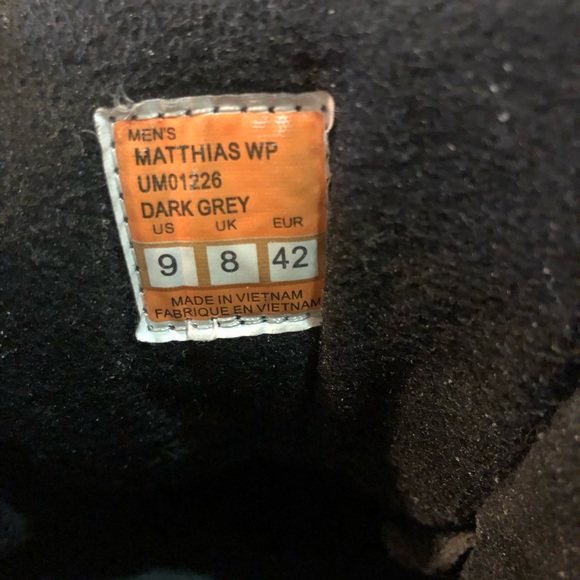 MEN'S
MATTHIAS WP
UM01226
DARK GREY
US UK EUR
9 8 42
MADE IN VIETNAM
FABRIQUE EN VIETNAM